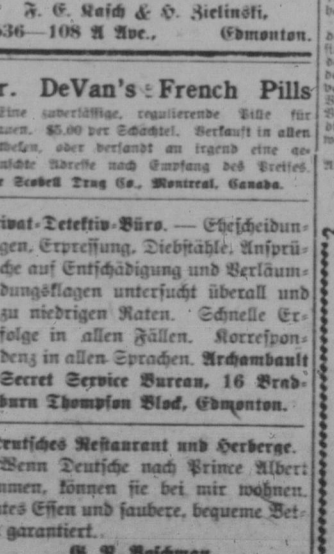 F. E. Kasch & H. Zielinski,
536—108 A Ave., Edmonton.
r. DeVan's French Pills
Eine zuverlässige, regulierende Pille für
uen. $5.00 per Schachtel. Verkauft in allen
theken, oder versandt an irgend eine ge-
nschte Adresse nach Empfang des Preises.
e Scobell Drug Co., Montreal, Canada.
ivat-Detektiv-Büro. — Ehescheidun-
gen, Erpressung, Diebstähle, Ansprü-
che auf Entschädigung und Verläum-
dungsklagen untersucht überall und
zu niedrigen Raten. Schnelle Er-
folge in allen Fällen. Korrespon-
denz in allen Sprachen. Archambault
Secret Service Bureau, 16 Brad-
burn Thompson Block, Edmonton.
eutsches Restaurant und Herberge.
Wenn Deutsche nach Prince Albert
mmen, können sie bei mir wohnen.
utes Essen und saubere, bequeme Bet-
garantiert.